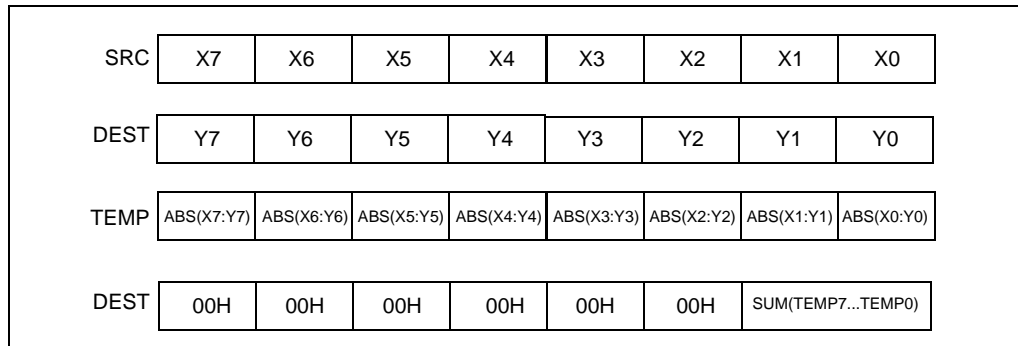 SRC X7 X6 X5 X4 X3 X2 X1 X0
DEST Y7 Y6 Y5 Y4 Y3 Y2 Y1 Y0
TEMP ABS(X7:Y7) ABS(X6:Y6) ABS(X5:Y5) ABS(X4:Y4) ABS(X3:Y3) ABS(X2:Y2) ABS(X1:Y1) ABS(X0:Y0)
DEST 00H 00H 00H 00H 00H 00H SUM(TEMP7...TEMP0)